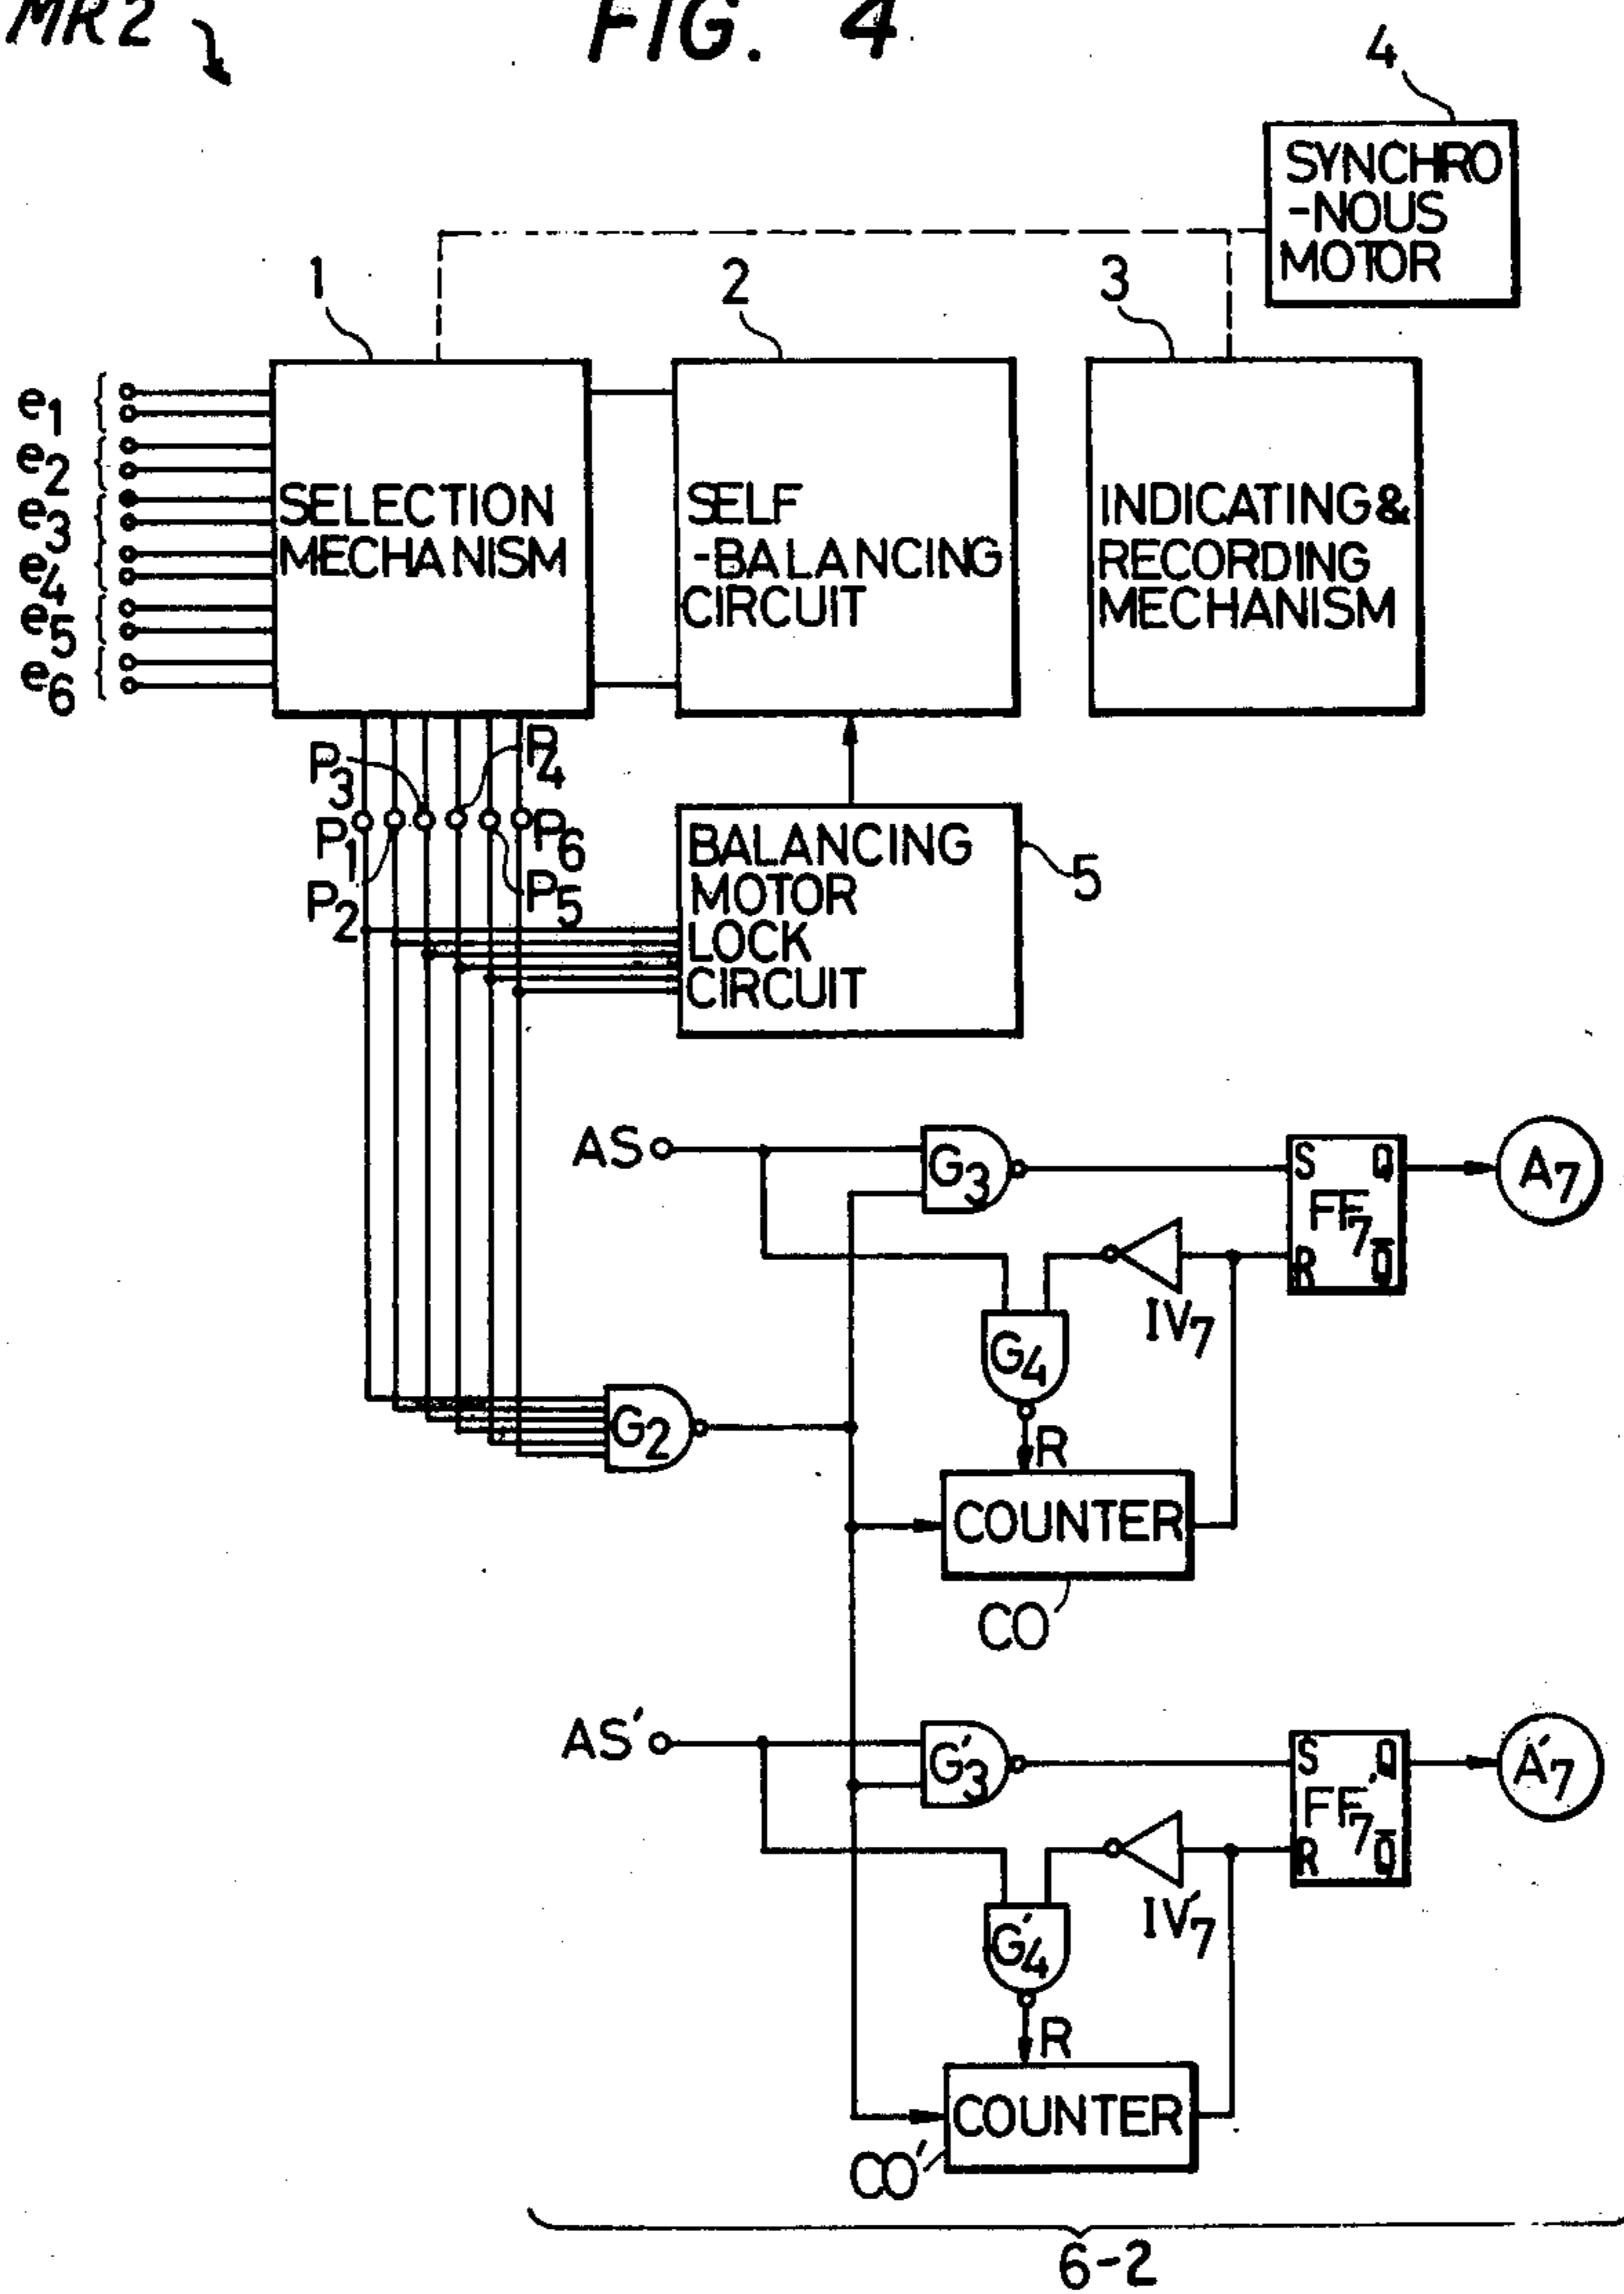 MR2
FIG. 4
4
SYNCHRO
-NOUS
MOTOR
1
2
3
e1
e2
e3
e4
e5
e6
SELECTION
MECHANISM
SELF
-BALANCING
CIRCUIT
INDICATING&
RECORDING
MECHANISM
P3
P4
P1
P6
P2
P5
BALANCING
MOTOR
LOCK
CIRCUIT
5
AS
G3
S Q
FF7
R Q̅
A7
IV7
G4
G2
R
COUNTER
CO
AS'
G'3
S Q
FF'7
R Q̅
A'7
IV'7
G'4
R
COUNTER
CO'
6-2